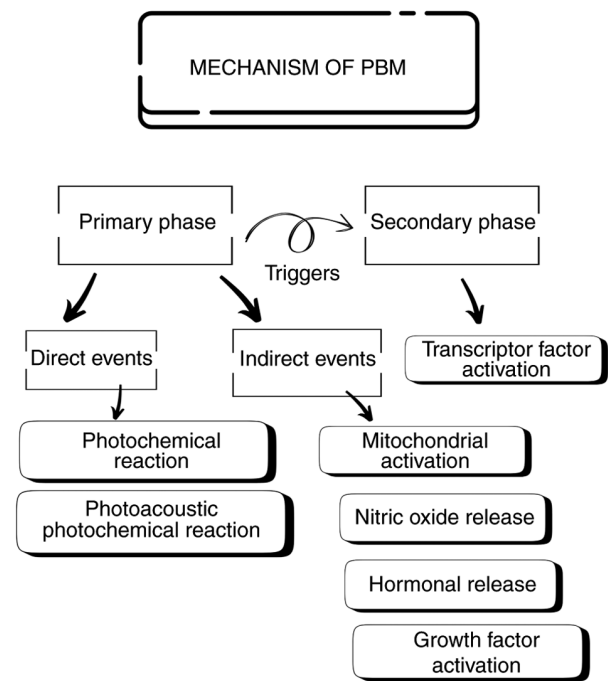 MECHANISM OF PBM
Primary phase
Triggers
Secondary phase
Direct events
Indirect events
Transcriptor factor
activation
Photochemical
reaction
Photoacoustic
photochemical reaction
Mitochondrial
activation
Nitric oxide release
Hormonal release
Growth factor
activation